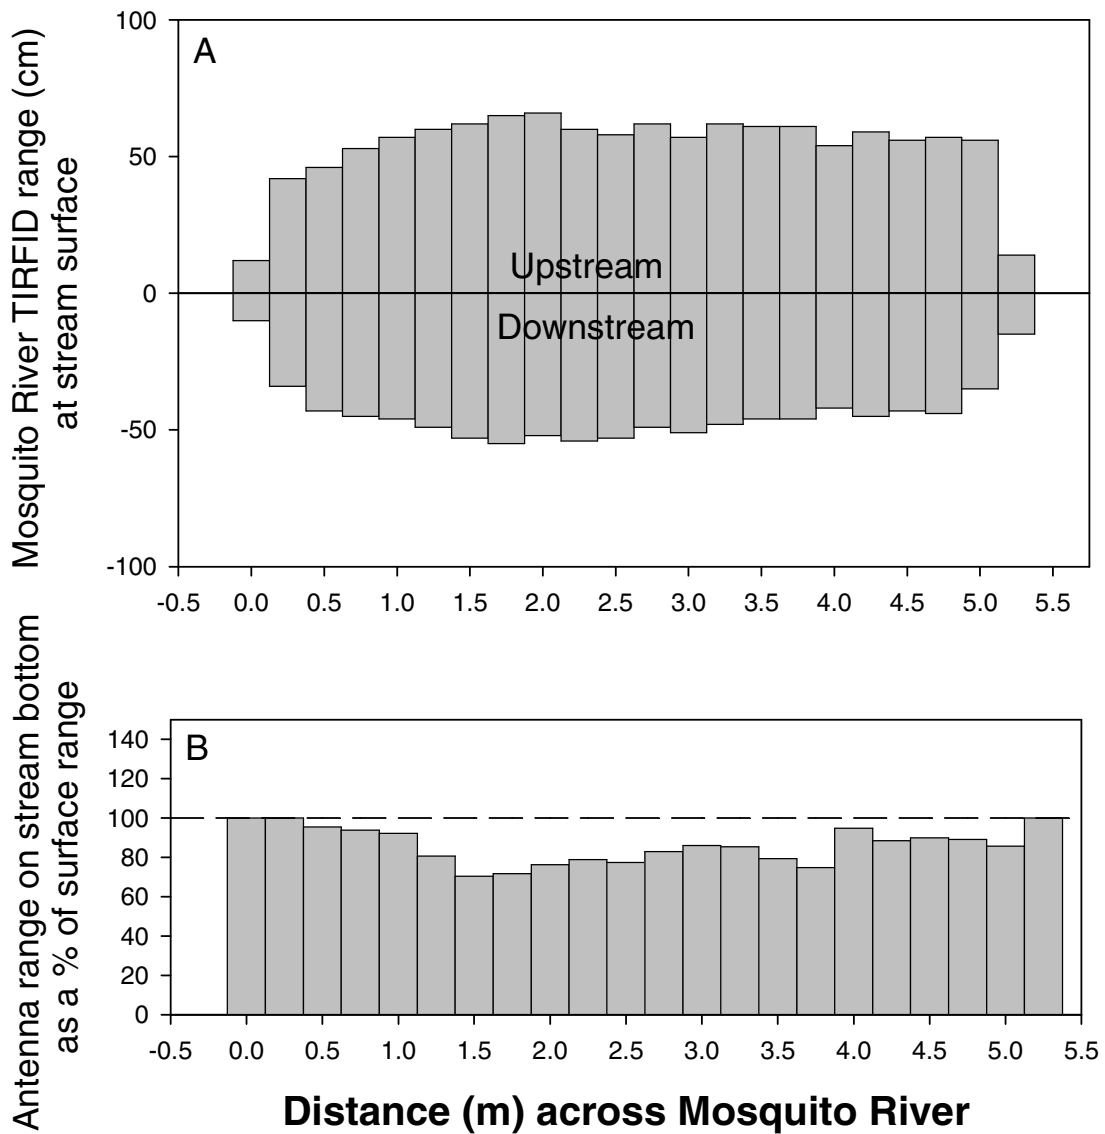 Mosquito River TIRFID range (cm)
at stream surface
A
100
50
0
-50
-100
Upstream
Downstream
-0.5 0.0 0.5 1.0 1.5 2.0 2.5 3.0 3.5 4.0 4.5 5.0 5.5
Antenna range on stream bottom
as a % of surface range
B
140
120
100
80
60
40
20
0
-0.5 0.0 0.5 1.0 1.5 2.0 2.5 3.0 3.5 4.0 4.5 5.0 5.5
Distance (m) across Mosquito River